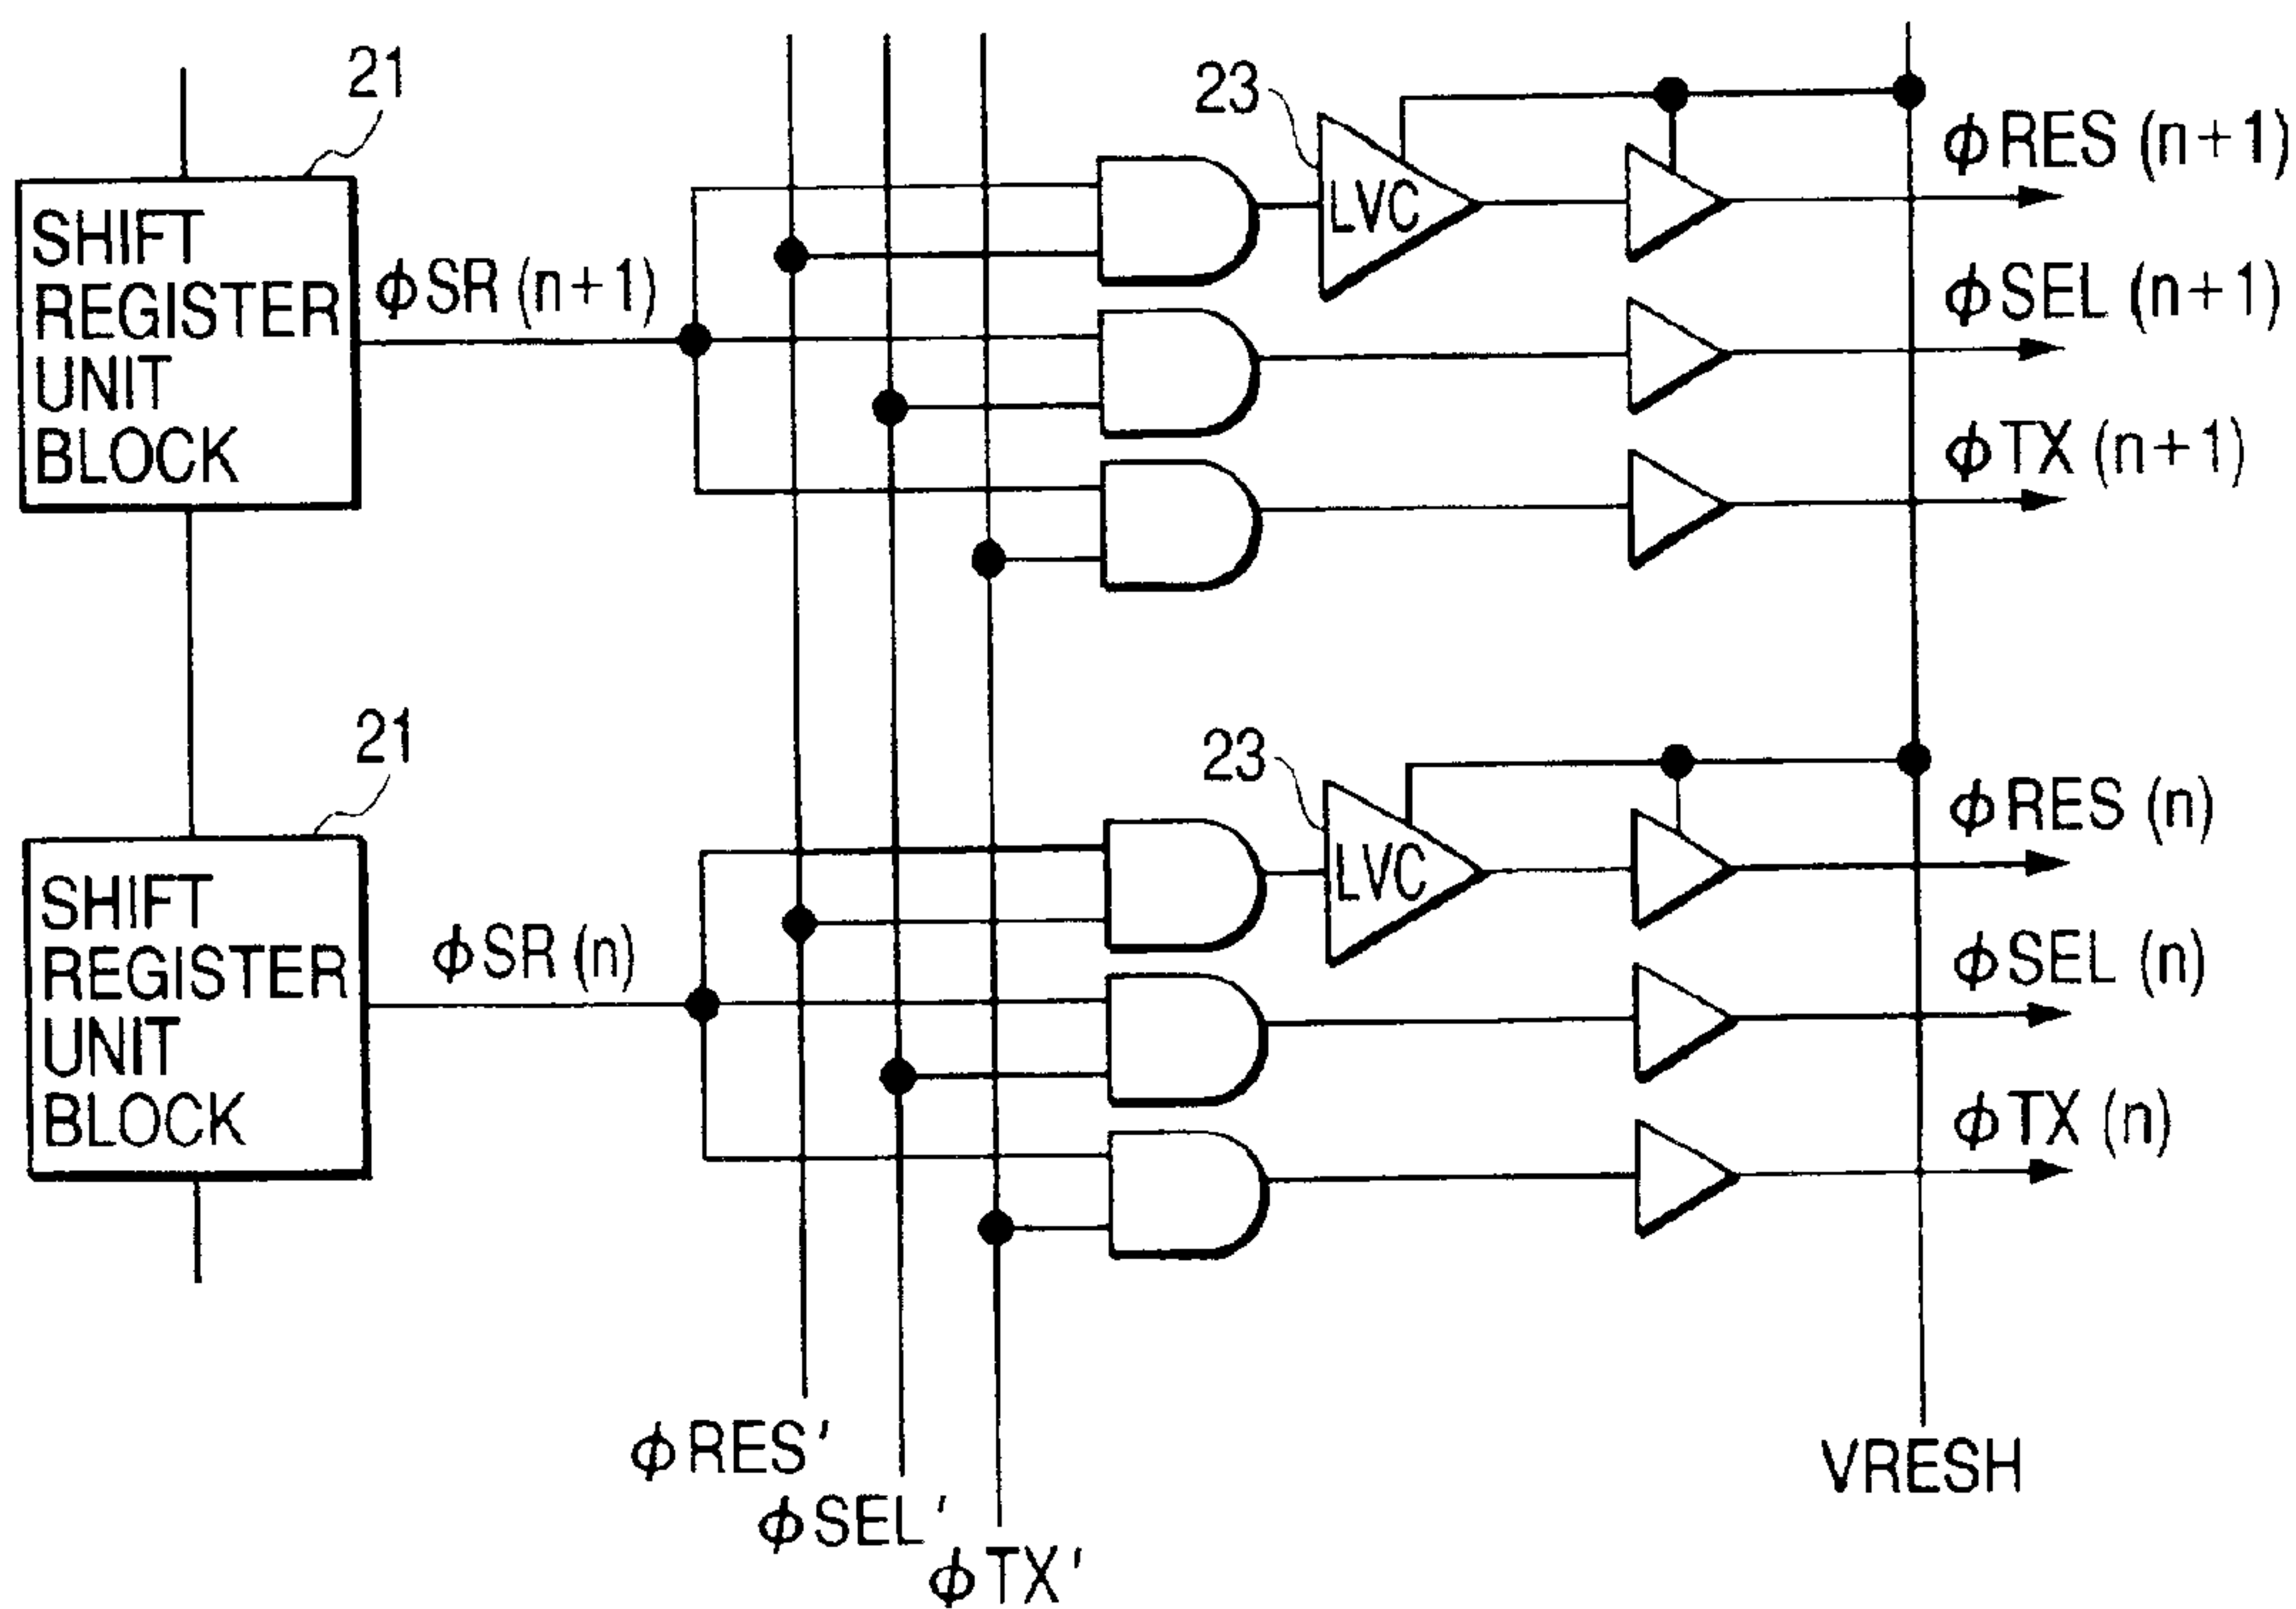 21
SHIFT
REGISTER
UNIT
BLOCK
ϕSR (n+1)
23
LVC
ϕRES (n+1)
ϕSEL (n+1)
ϕTX (n+1)
21
SHIFT
REGISTER
UNIT
BLOCK
ϕSR (n)
23
LVC
ϕRES (n)
ϕSEL (n)
ϕTX (n)
ϕRES'
ϕSEL'
ϕTX'
VRESH